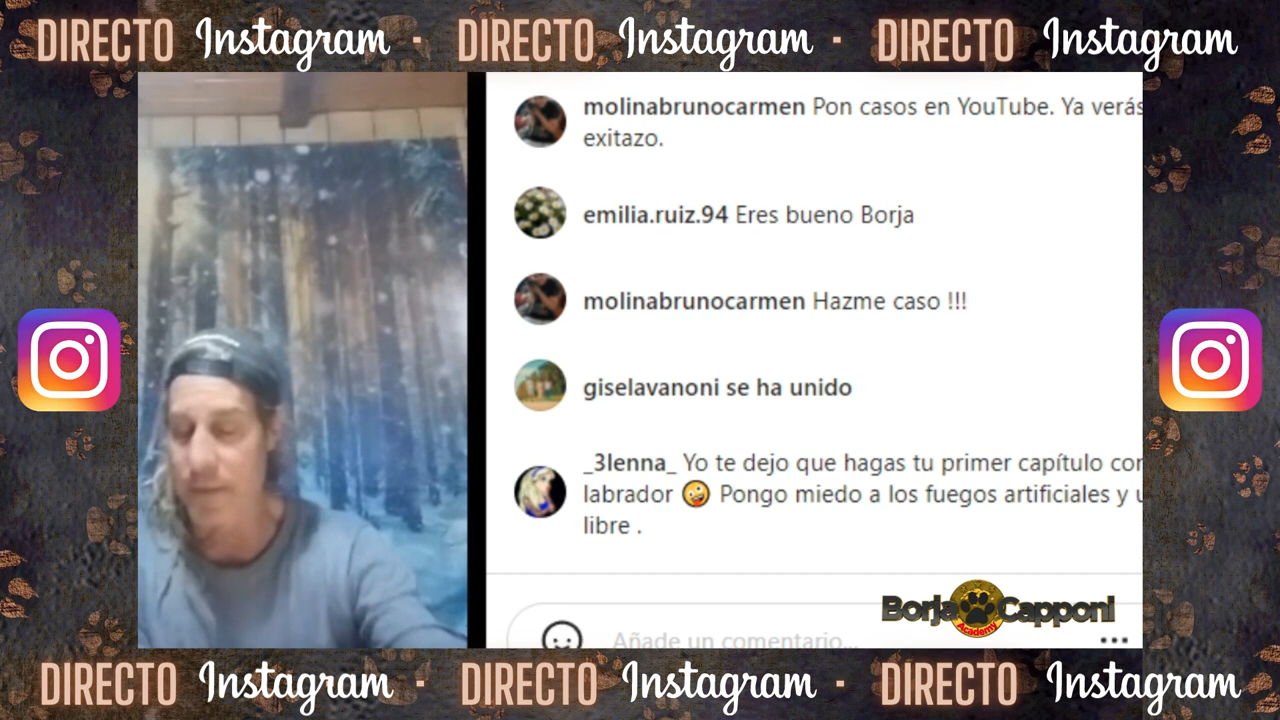 DIRECTO Instagram · DIRECTO Instagram · DIRECTO Instagram
molinabrunocarmen Pon casos en YouTube. Ya verás
exitazo.
emilia.ruiz.94 Eres bueno Borja
molinabrunocarmen Hazme caso !!!
giselavanoni se ha unido
_3lenna_ Yo te dejo que hagas tu primer capítulo con
labrador 🤪 Pongo miedo a los fuegos artificiales y
libre .
Borja Capponi
Academy
Añade un comentario...
DIRECTO Instagram · DIRECTO Instagram · DIRECTO Instagram